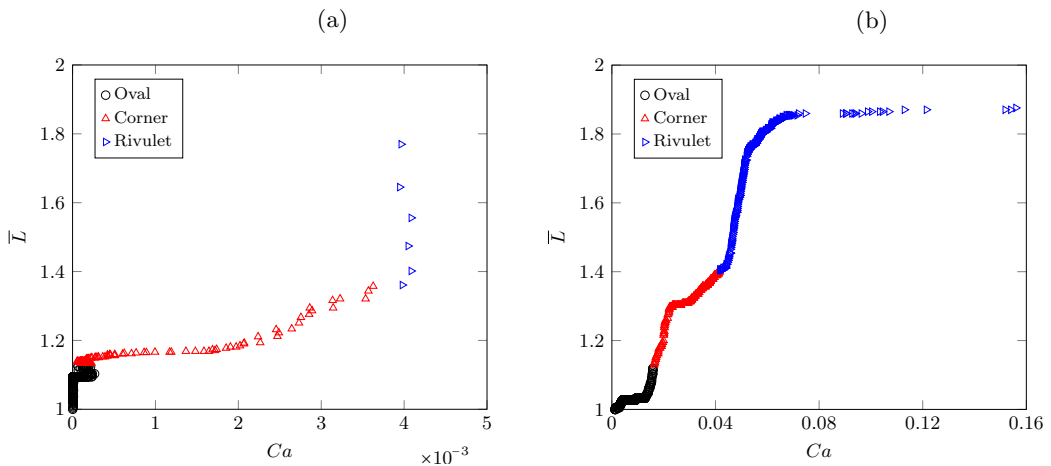 (a)
2
1.8
1.6
1.4
1.2
1
L̅
Oval
Corner
Rivulet
0 1 2 3 4 5
Ca
×10⁻³
(b)
2
1.8
1.6
1.4
1.2
1
L̅
Oval
Corner
Rivulet
0 0.04 0.08 0.12 0.16
Ca